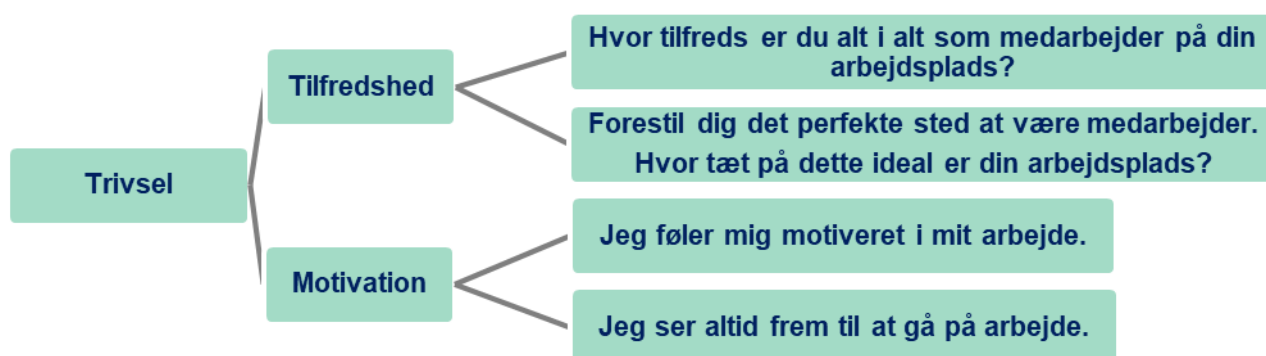 Hvor tilfreds er du alt i alt som medarbejder på din
arbejdsplads?
Tilfredshed
Forestil dig det perfekte sted at være medarbejder.
Hvor tæt på dette ideal er din arbejdsplads?
Trivsel
Jeg føler mig motiveret i mit arbejde.
Motivation
Jeg ser altid frem til at gå på arbejde.